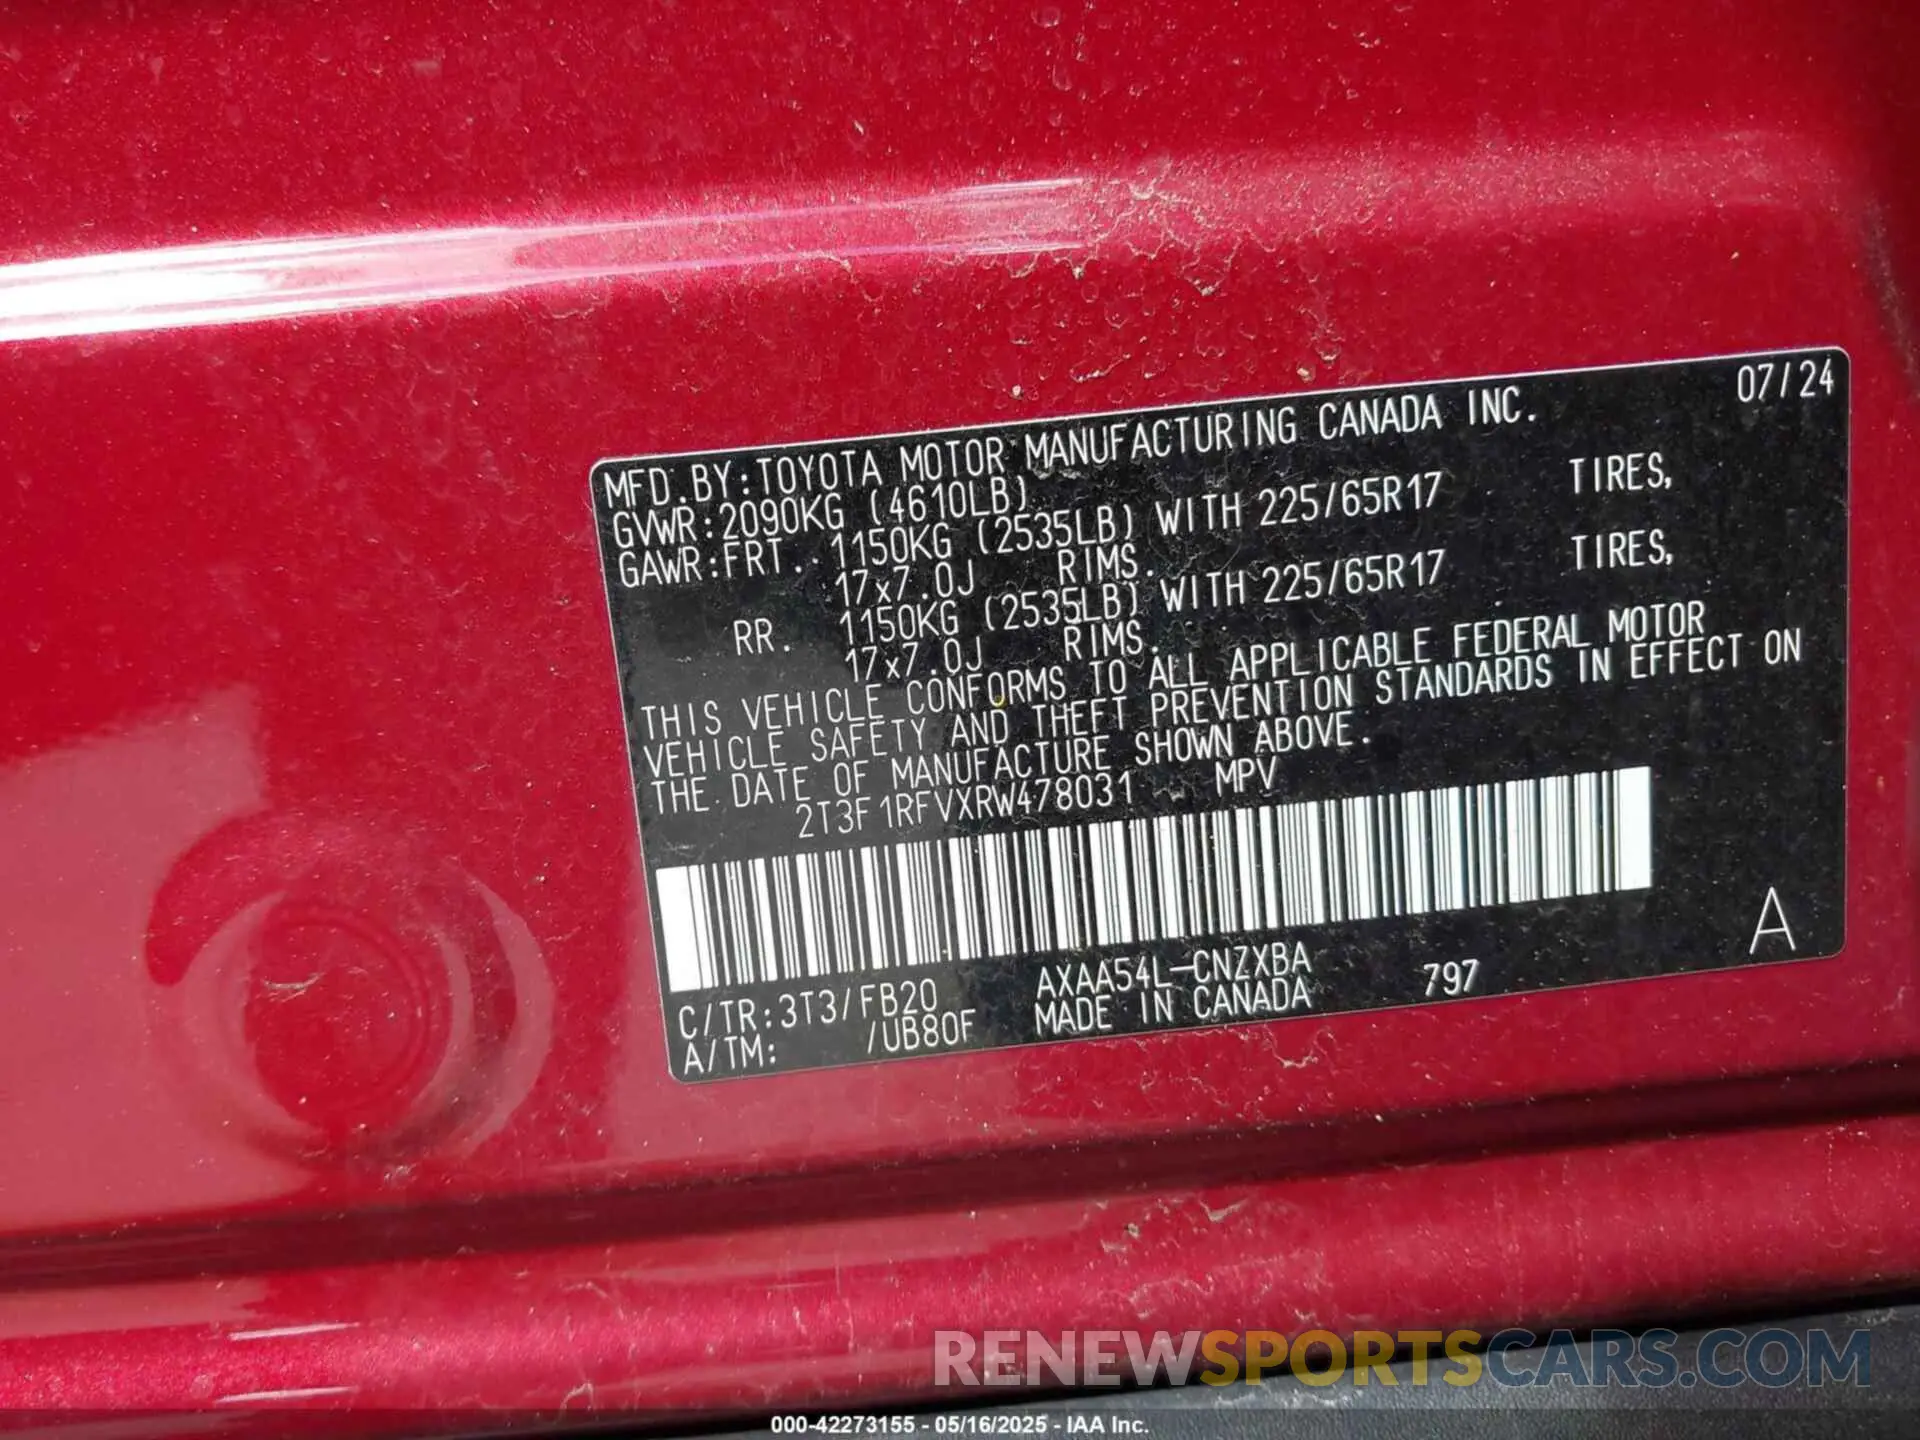 07/24
MFD.BY:TOYOTA MOTOR MANUFACTURING CANADA INC.
GVWR:2090KG (4610LB)
GAWR:FRT. 1150KG (2535LB) WITH 225/65R17 TIRES,
17x7.0J RIMS.
RR. 1150KG (2535LB) WITH 225/65R17 TIRES,
17x7.0J RIMS.
THIS VEHICLE CONFORMS TO ALL APPLICABLE FEDERAL MOTOR
VEHICLE SAFETY AND THEFT PREVENTION STANDARDS IN EFFECT ON
THE DATE OF MANUFACTURE SHOWN ABOVE.
2T3F1RFVXRW478031 MPV
A
C/TR:3T3/FB20 AXAA54L-CNZXBA 797
A/TM: /UB80F MADE IN CANADA
RENEWSPORTSCARS.COM
000-42273155 - 05/16/2025 - IAA Inc.